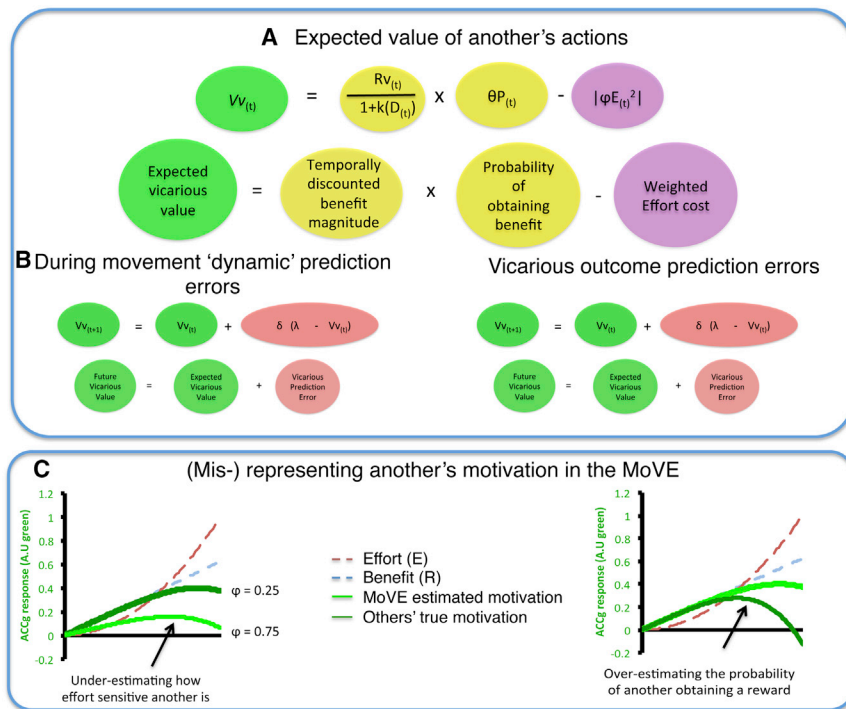 A Expected value of another's actions
Vv(t) = Rv(t) / 1+k(D(t)) x θP(t) - |φE(t)²|
Expected vicarious value = Temporally discounted benefit magnitude x Probability of obtaining benefit - Weighted Effort cost
B During movement 'dynamic' prediction errors
Vv(t+1) = Vv(t) + δ (λ - Vv(t))
Future Vicarious Value = Expected Vicarious Value + Vicarious Prediction Error
Vicarious outcome prediction errors
Vv(t+1) = Vv(t) + δ (λ - Vv(t))
Future Vicarious Value = Expected Vicarious Value + Vicarious Prediction Error
C (Mis-) representing another's motivation in the MoVE
ACCg response (A.U green)
1.2
1
0.8
0.6
0.4
0.2
0
-0.2
φ = 0.25
φ = 0.75
Under-estimating how
effort sensitive another is
Effort (E)
Benefit (R)
MoVE estimated motivation
Others' true motivation
ACCg response (A.U green)
1.2
1
0.8
0.6
0.4
0.2
0
-0.2
Over-estimating the probability
of another obtaining a reward